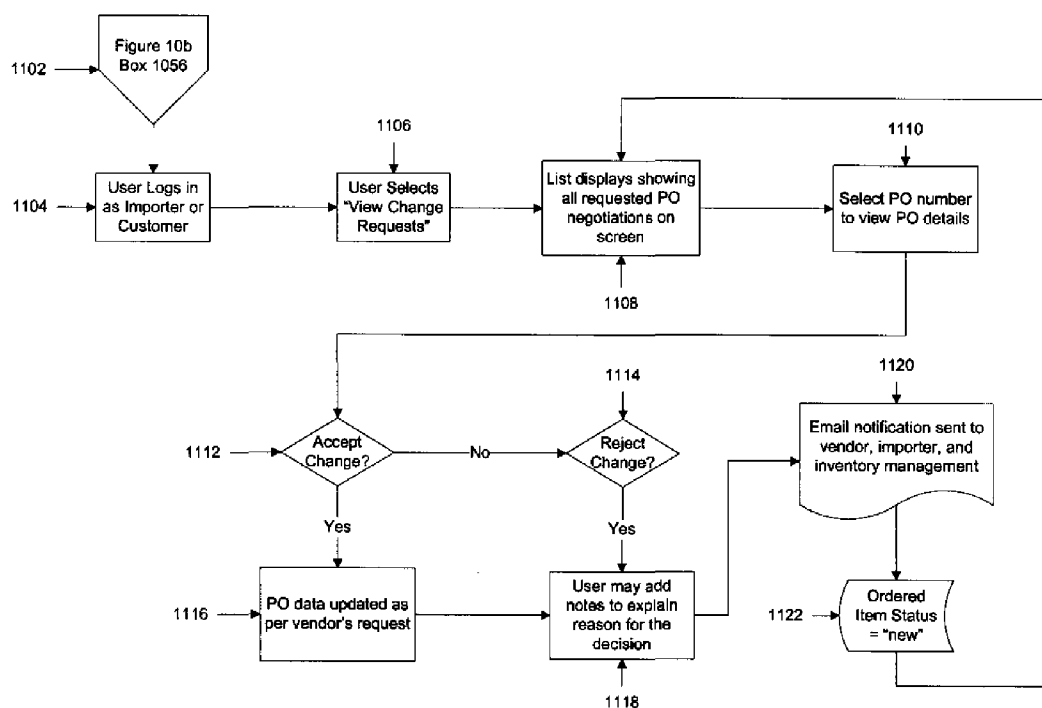 Figure 10b
Box 1056
1102
1106
1110
1104
User Logs in
as Importer or
Customer
User Selects
"View Change
Requests"
List displays showing
all requested PO
negotiations on
screen
Select PO number
to view PO details
1108
1114
1120
1112
Accept
Change?
No
Reject
Change?
Email notification sent to
vendor, importer, and
inventory management
Yes
Yes
1116
PO data updated as
per vendor's request
User may add
notes to explain
reason for the
decision
1122
Ordered
Item Status
= "new"
1118